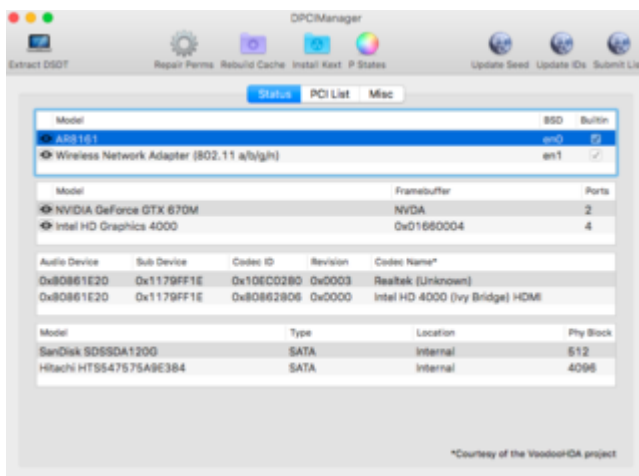 DPCIManager
Extract DSDT Repair Perms Rebuild Cache Install Kext P States Update Seed Update IDs Submit Lis
Status PCI List Misc
Model BSD Builtin
AR8161 en0
Wireless Network Adapter (802.11 a/b/g/n) en1
Model Framebuffer Ports
NVIDIA GeForce GTX 670M NVDA 2
Intel HD Graphics 4000 0x01660004 4
Audio Device Sub Device Codec ID Revision Codec Name*
0x80861E20 0x1179FF1E 0x10EC0280 0x0003 Realtek (Unknown)
0x80861E20 0x1179FF1E 0x80862806 0x0000 Intel HD 4000 (Ivy Bridge) HDMI
Model Type Location Phy Block
SanDisk SDSSDA120G SATA Internal 512
Hitachi HTS547575A9E384 SATA Internal 4096
*Courtesy of the VoodooHDA project